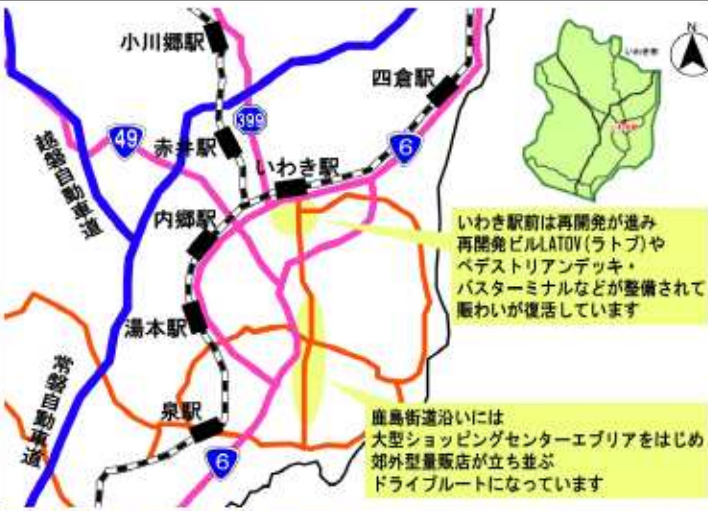 小川郷駅
四倉駅
N
いわき市
399
49
赤井駅
6
いわき駅
越磐自動車道
内郷駅
いわき駅前は再開発が進み
再開発ビルLATOV(ラトブ)や
ペデストリアンデッキ・
バスターミナルなどが整備されて
賑わいが復活しています
湯本駅
常磐自動車道
泉駅
6
鹿島街道沿いには
大型ショッピングセンターエブリアをはじめ
郊外型量販店が立ち並ぶ
ドライブルートになっています